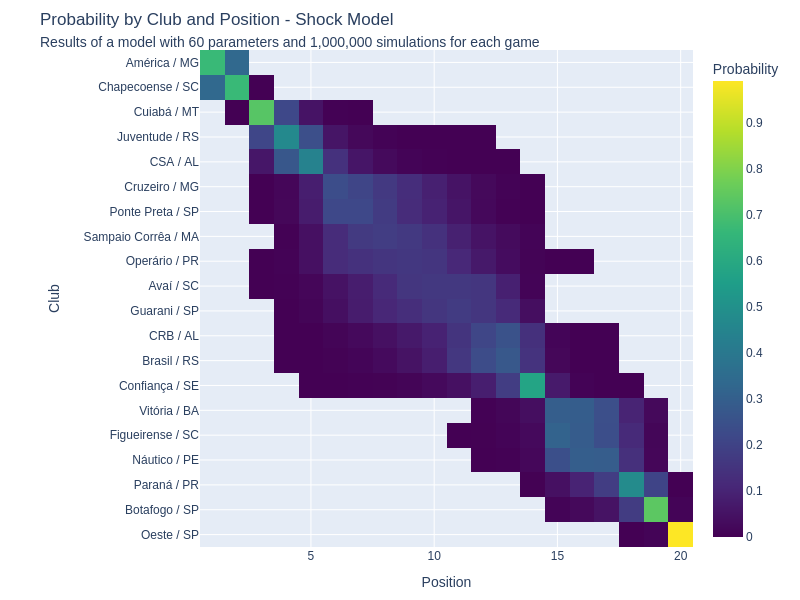 Probability by Club and Position - Shock Model
Results of a model with 60 parameters and 1,000,000 simulations for each game
Probability
América / MG
Chapecoense / SC
Cuiabá / MT
Juventude / RS
CSA / AL
Cruzeiro / MG
Ponte Preta / SP
Sampaio Corrêa / MA
Operário / PR
Avaí / SC
Guarani / SP
CRB / AL
Brasil / RS
Confiança / SE
Vitória / BA
Figueirense / SC
Náutico / PE
Paraná / PR
Botafogo / SP
Oeste / SP
Club
5
10
15
20
Position
0.9
0.8
0.7
0.6
0.5
0.4
0.3
0.2
0.1
0